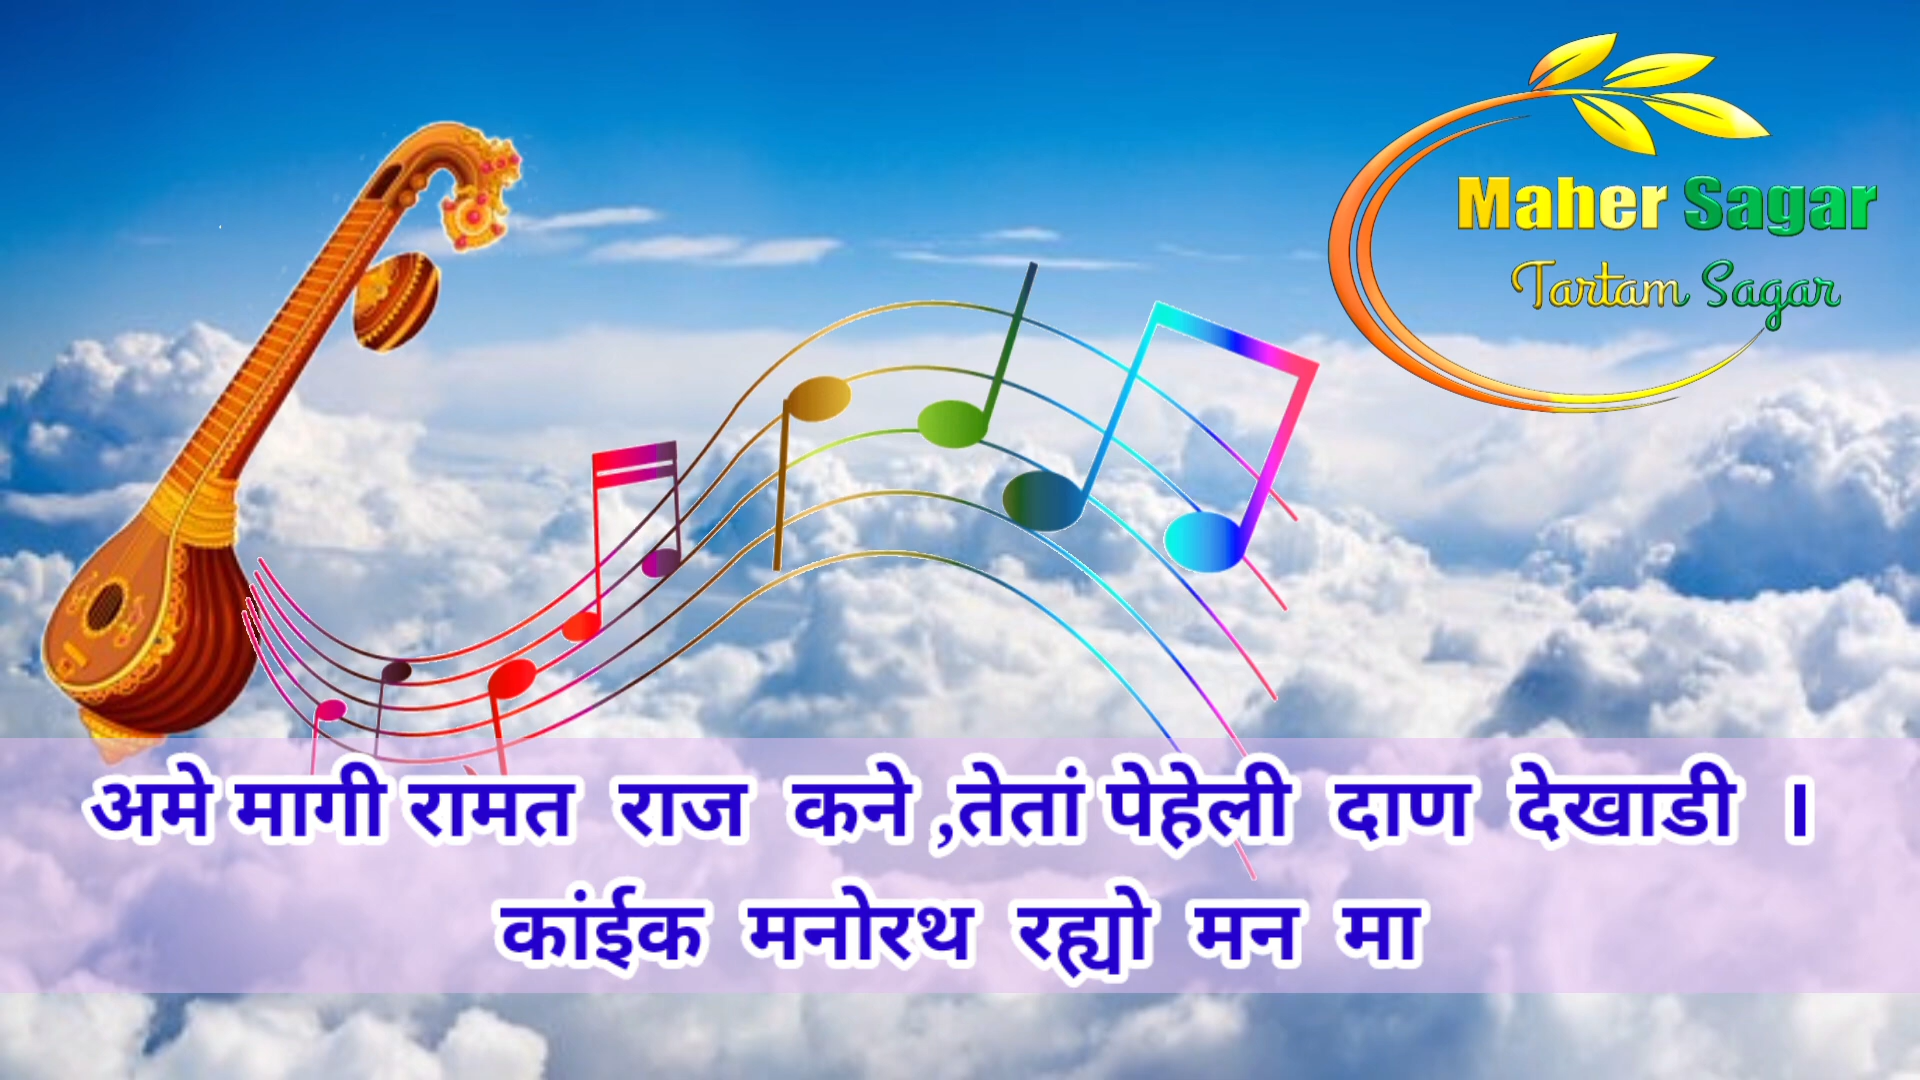 Maher Sagar
Tartam Sagar
अमे मागी रामत राज कने ,तेतां पेहेली दाण देखाडी ।
कांईक मनोरथ रह्यो मन मा